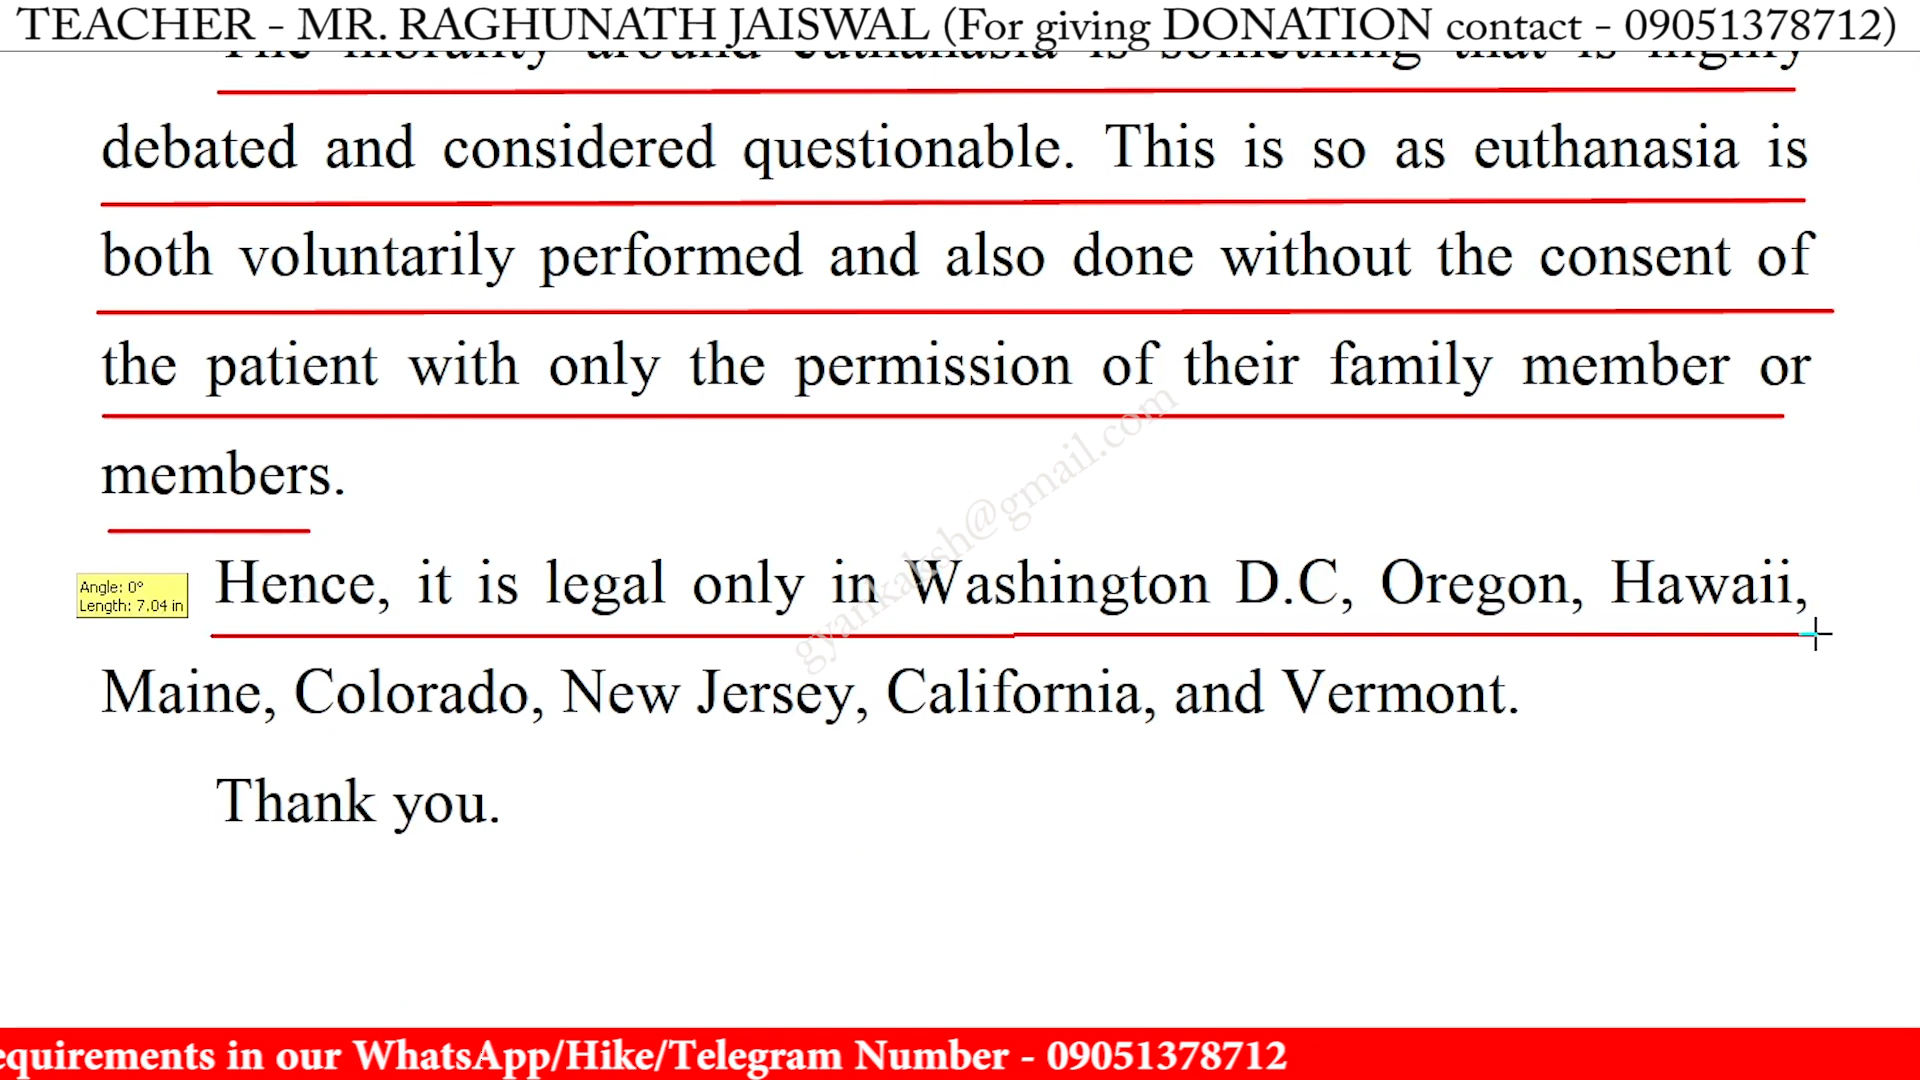 TEACHER - MR. RAGHUNATH JAISWAL (For giving DONATION contact - 09051378712)
The morality around euthanasia is something that is highly
debated and considered questionable. This is so as euthanasia is
both voluntarily performed and also done without the consent of
the patient with only the permission of their family member or
members.
Angle: 0°
Length: 7.04 in
Hence, it is legal only in Washington D.C, Oregon, Hawaii,
Maine, Colorado, New Jersey, California, and Vermont.
Thank you.
gyankaksh@gmail.com
equirements in our WhatsApp/Hike/Telegram Number - 09051378712